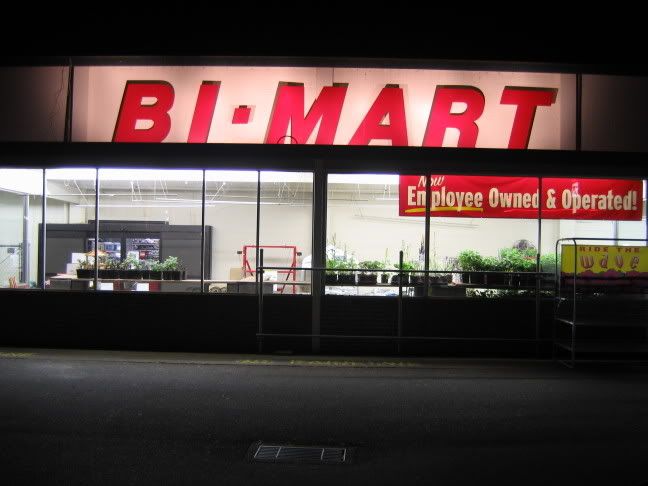 BI-MART
Now
Employee Owned & Operated!
RIDE THE
WAVE